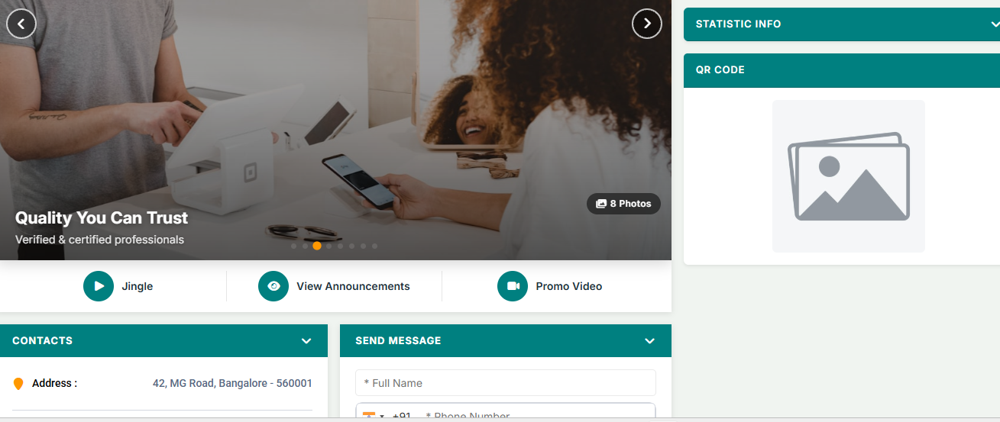 Quality You Can Trust
Verified & certified professionals
8 Photos
Jingle
View Announcements
Promo Video
CONTACTS
Address :
42, MG Road, Bangalore - 560001
SEND MESSAGE
* Full Name
+91
* Phone Number
STATISTIC INFO
QR CODE